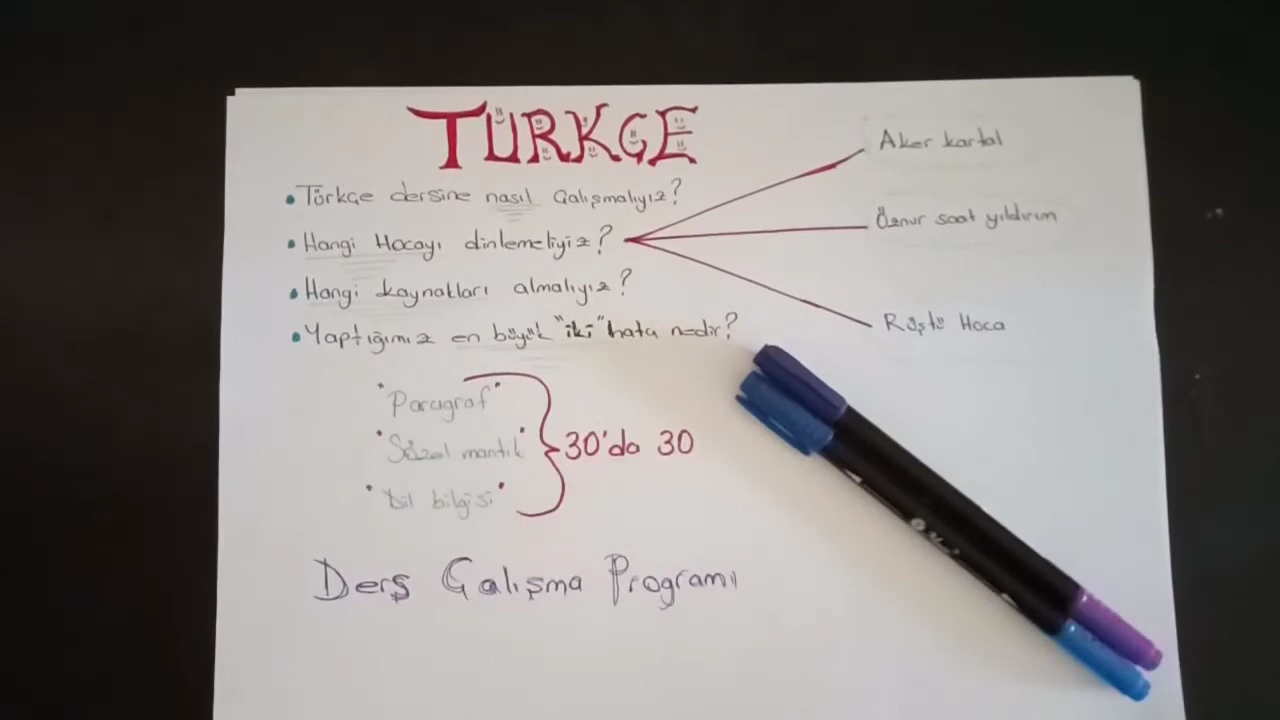 TÜRKÇE
• Türkçe dersine nasıl Çalışmalıyız?
• Hangi Hocayı dinlemeliyiz?
• Hangi kaynakları almalıyız?
• Yaptığımız en büyük "iki" hata nedir?
Aker kartal
Öznur saat yıldırım
Rüştü Hoca
"Paragraf"
"Sözel mantık"
"Dil bilgisi"
30'da 30
Ders Çalışma Programı